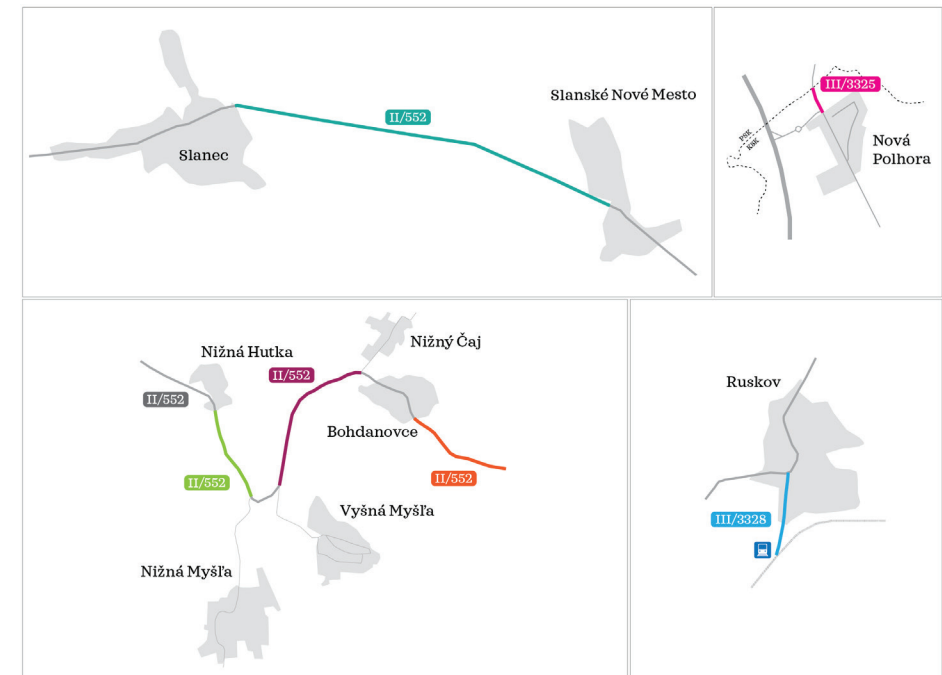 II/552
Slanské Nové Mesto
Slanec
III/3325
PSK
KSK
Nová
Polhora
Nižný Čaj
Nižná Hutka
II/552
II/552
Bohdanovce
II/552
II/552
Vyšná Myšľa
Nižná Myšľa
Ruskov
III/3328